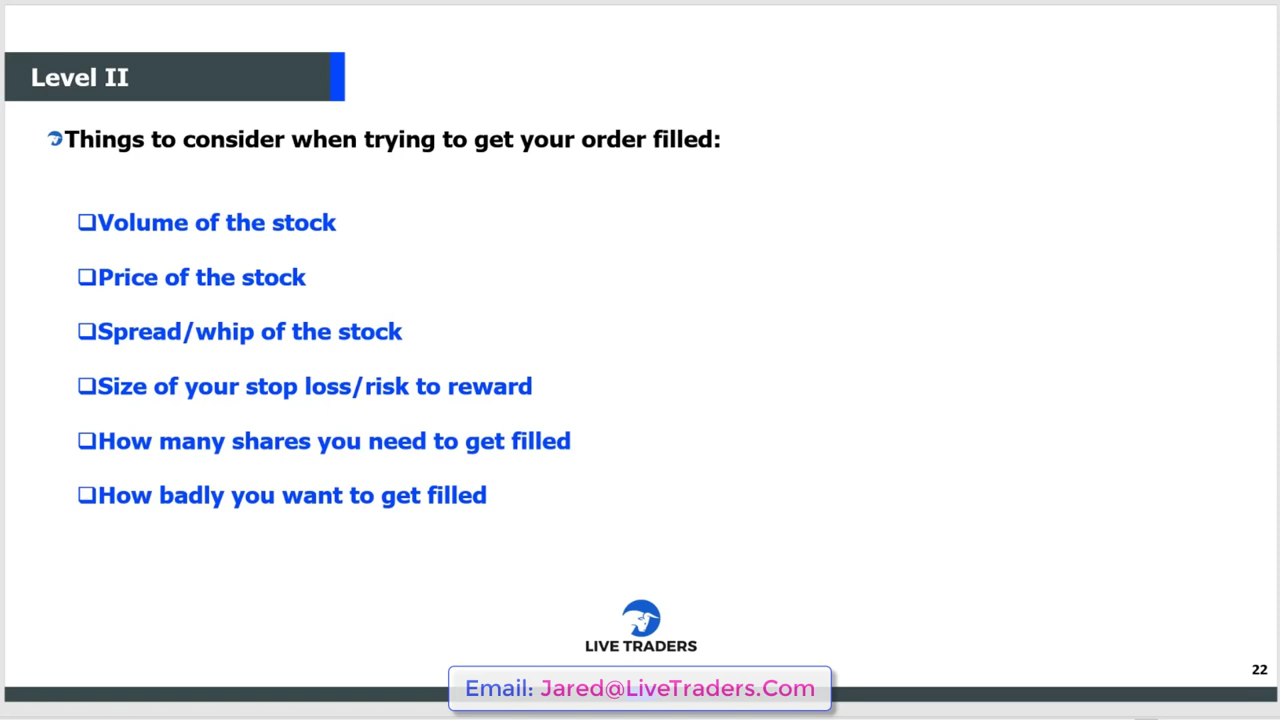 Level II
Things to consider when trying to get your order filled:
Volume of the stock
Price of the stock
Spread/whip of the stock
Size of your stop loss/risk to reward
How many shares you need to get filled
How badly you want to get filled
LIVE TRADERS
22
Email: Jared@LiveTraders.Com